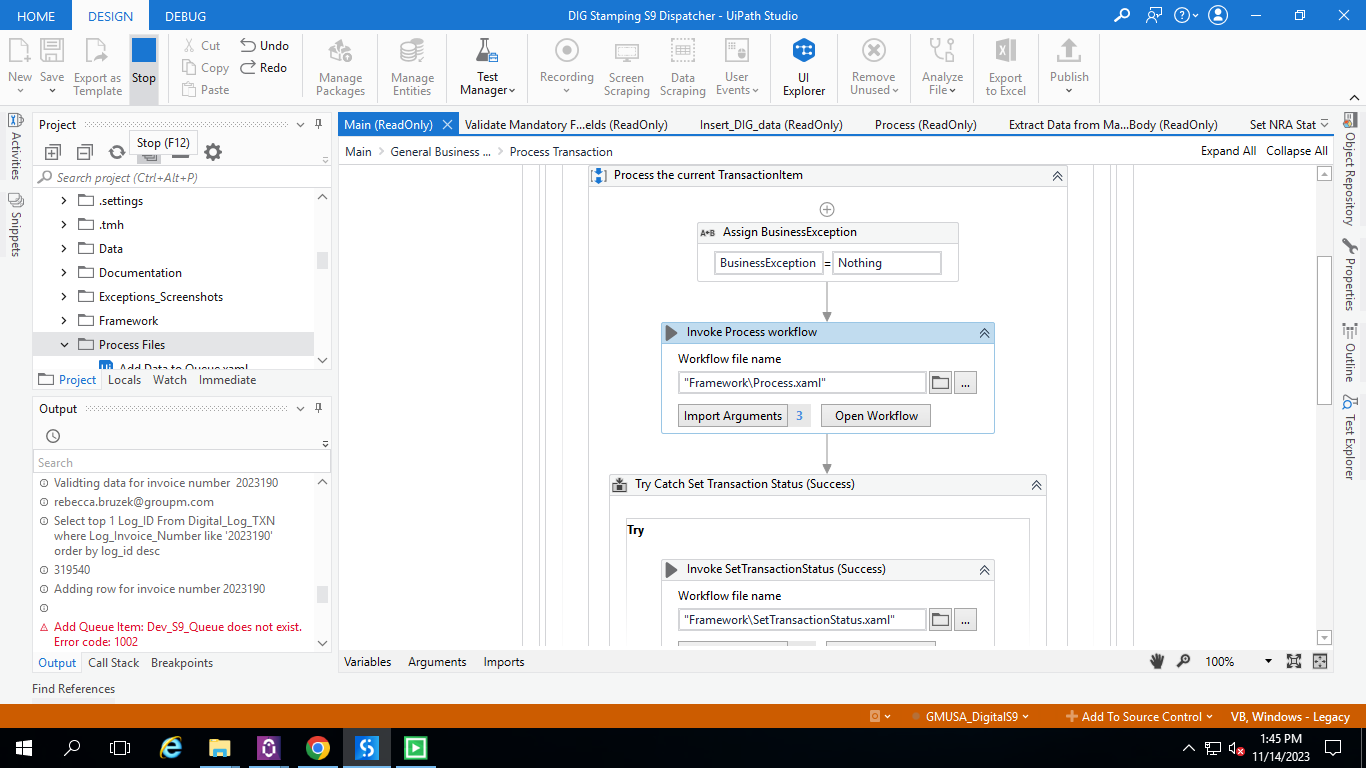 HOME DESIGN DEBUG DIG Stamping S9 Dispatcher - UiPath Studio
New Save Export as Template Stop
Cut Undo
Copy Redo
Paste
Manage Packages
Manage Entities
Test Manager
Recording
Screen Scraping
Data Scraping
User Events
UI Explorer
Remove Unused
Analyze File
Export to Excel
Publish
Activities
Snippets
Project
Stop (F12)
Search project (Ctrl+Alt+P)
.settings
.tmh
Data
Documentation
Exceptions_Screenshots
Framework
Process Files
Add Data to Queue.xaml
Project Locals Watch Immediate
Output
Search
Validting data for invoice number 2023190
rebecca.bruzek@groupm.com
Select top 1 Log_ID From Digital_Log_TXN
where Log_Invoice_Number like '2023190'
order by log_id desc
319540
Adding row for invoice number2023190
Add Queue Item: Dev_S9_Queue does not exist.
Error code: 1002
Output Call Stack Breakpoints
Find References
Main (ReadOnly) Validate Mandatory F...elds (ReadOnly) Insert_DIG_data (ReadOnly) Process (ReadOnly) Extract Data from Ma...Body (ReadOnly) Set NRA Stat
Main > General Business ... > Process Transaction
Expand All Collapse All
Process the current TransactionItem
A+B Assign BusinessException
BusinessException = Nothing
Invoke Process workflow
Workflow file name
"Framework\Process.xaml" ...
Import Arguments 3 Open Workflow
Try Catch Set Transaction Status (Success)
Try
Invoke SetTransactionStatus (Success)
Workflow file name
"Framework\SetTransactionStatus.xaml" ...
Variables Arguments Imports
100%
Object Repository
Properties
Outline
Test Explorer
GMUSA_DigitalS9 Add To Source Control VB, Windows - Legacy
1:45 PM
11/14/2023